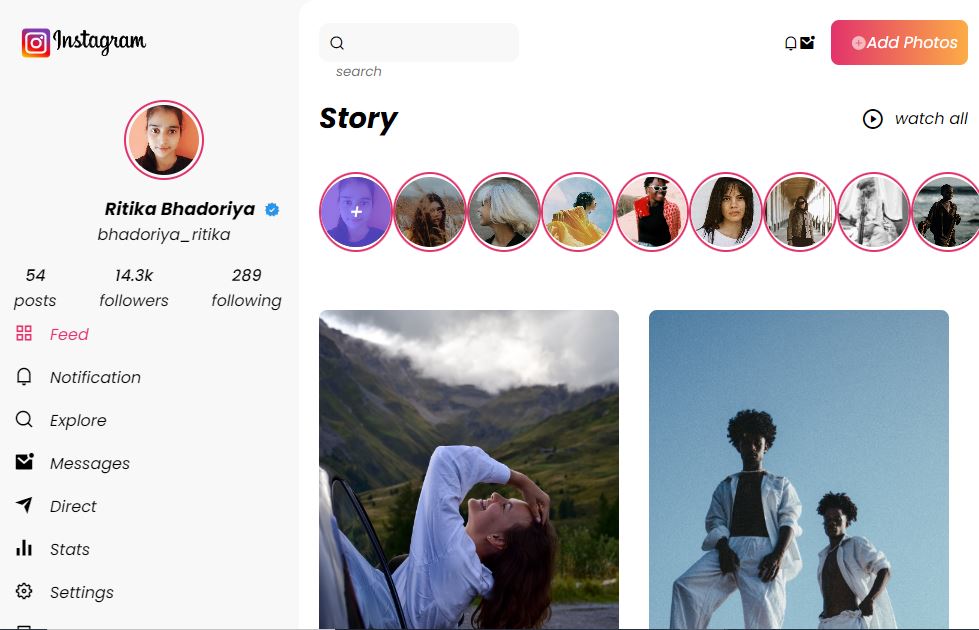 Instagram
search
Add Photos
Story
watch all
Ritika Bhadoriya
bhadoriya_ritika
54 14.3k 289
posts followers following
Feed
Notification
Explore
Messages
Direct
Stats
Settings